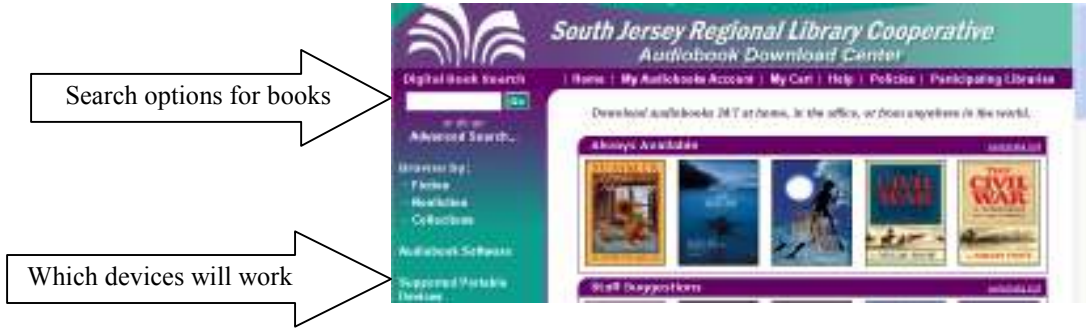 South Jersey Regional Library Cooperative
Audiobook Download Center
Digital Book Search
| Home | My Audiobooks Account | My Cart | Help | Policies | Participating Libraries
Search options for books
Go
Download audiobooks 24/7 at home, in the office, or from anywhere in the world.
Advanced Search...
Always Available
Browse by:
Fiction
Nonfiction
Collections
CIVIL
WAR
CIVIL
WAR
Audiobook Software
Which devices will work
Supported Portable
Devices
Staff Suggestions